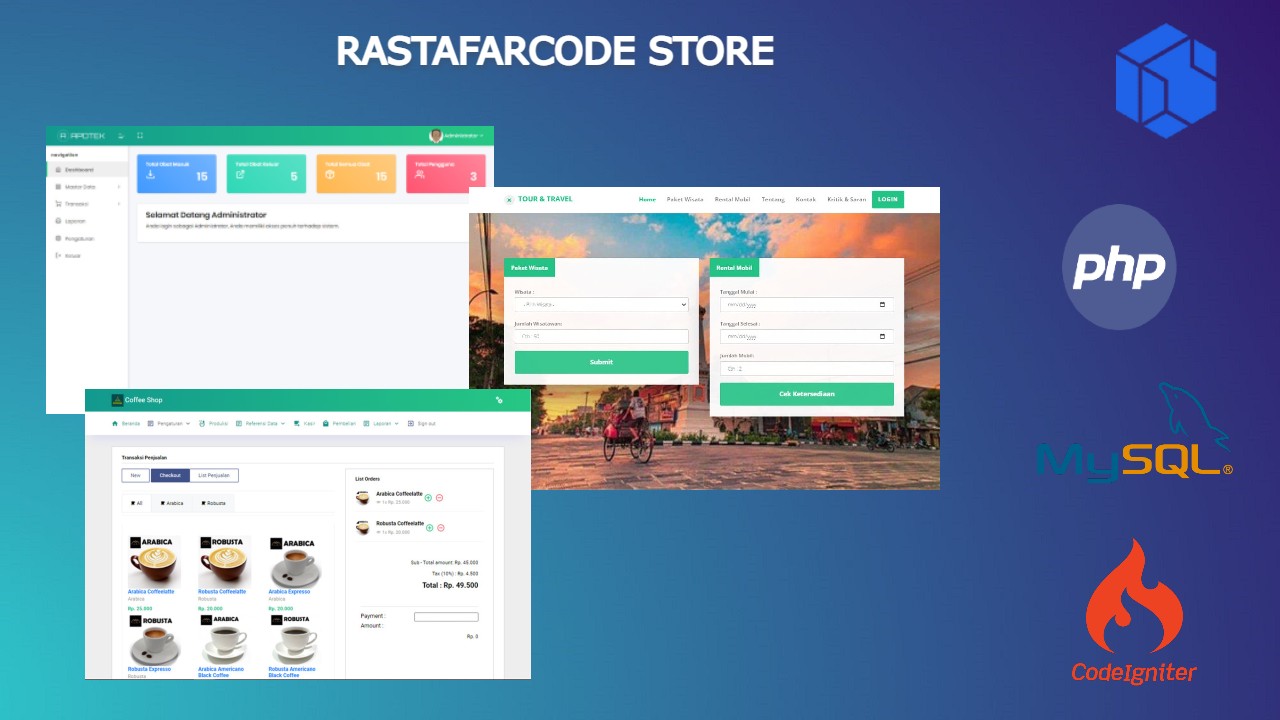 RASTAFARCODE STORE
APOTEK
Administrator
navigation
Dashboard
Master Data
Transaksi
Laporan
Pengaturan
Keluar
Total Obat Masuk
15
Total Obat Keluar
5
Total Semua Obat
15
Total Pengguna
3
Selamat Datang Administrator
Anda login sebagai Administrator. Anda memiliki akses penuh terhadap sistem.
TOUR & TRAVEL
Home Paket Wisata Rental Mobil Tentang Kontak Kritik & Saran LOGIN
Paket Wisata
Wisata :
Jumlah Wisatawan:
Submit
Rental Mobil
Tanggal Mulai :
mm/dd/yyyy
Tanggal Selesai :
mm/dd/yyyy
Jumlah Mobil:
Cek Ketersediaan
Coffee Shop
Beranda Pengaturan Produks Referensi Data Kasir Pembelian Laporan Sign out
Transaksi Penjualan
New Checkout List Penjualan
All Arabica Robusta
ARABICA
Arabica Coffeelatte
Arabica
Rp. 25.000
ROBUSTA
Robusta Coffeelatte
Robusta
Rp. 20.000
ARABICA
Arabica Expresso
Arabica
Rp. 20.000
ROBUSTA
Robusta Expresso
Robusta
ARABICA
Arabica Americano
Black Coffee
ROBUSTA
Robusta Americano
Black Coffee
List Orders
Arabica Coffeelatte
1x Rp. 25.000
Robusta Coffeelatte
1x Rp. 20.000
Sub - Total amount: Rp. 45.000
Tax (10%) : Rp. 4.500
Total : Rp. 49.500
Payment :
Amount :
Rp. 0
php
MySQL®
CodeIgniter